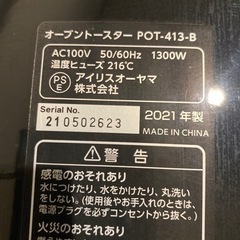 オーブントースター POT-413-B
AC100V 50/60Hz 1300W
温度ヒューズ 216℃
PS
E
アイリスオーヤマ
株式会社
Serial No.
210502623
2021年製
警告
感電のおそれあり
水につけたり、水をかけたり、丸洗い
をしない。(使用後やお手入れのときは、
電源プラグを必ずコンセントから抜く。)
火災のおそれあり